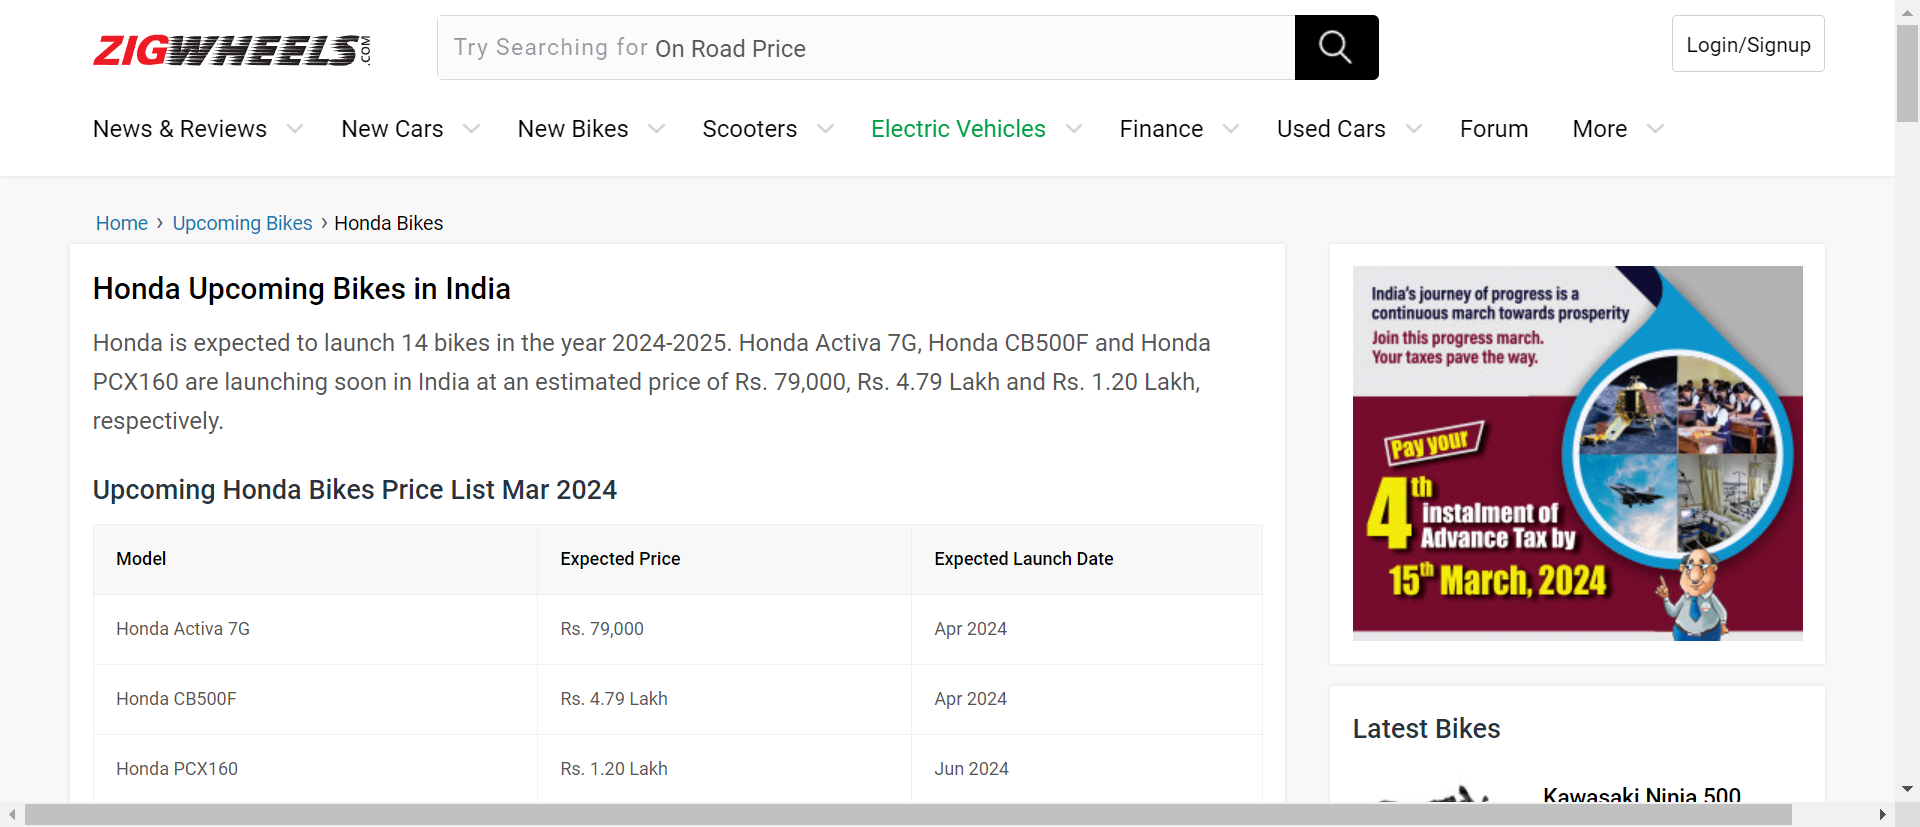 ZIGWHEELS.COM
Try Searching for On Road Price
Login/Signup
News & Reviews New Cars New Bikes Scooters Electric Vehicles Finance Used Cars Forum More
Home › Upcoming Bikes › Honda Bikes
Honda Upcoming Bikes in India
Honda is expected to launch 14 bikes in the year 2024-2025. Honda Activa 7G, Honda CB500F and Honda
PCX160 are launching soon in India at an estimated price of Rs. 79,000, Rs. 4.79 Lakh and Rs. 1.20 Lakh,
respectively.
Upcoming Honda Bikes Price List Mar 2024
Model Expected Price Expected Launch Date
Honda Activa 7G Rs. 79,000 Apr 2024
Honda CB500F Rs. 4.79 Lakh Apr 2024
Honda PCX160 Rs. 1.20 Lakh Jun 2024
India's journey of progress is a
continuous march towards prosperity
Join this progress march.
Your taxes pave the way.
Pay your
4th
instalment of
Advance Tax by
15th March, 2024
Latest Bikes
Kawasaki Ninja 500